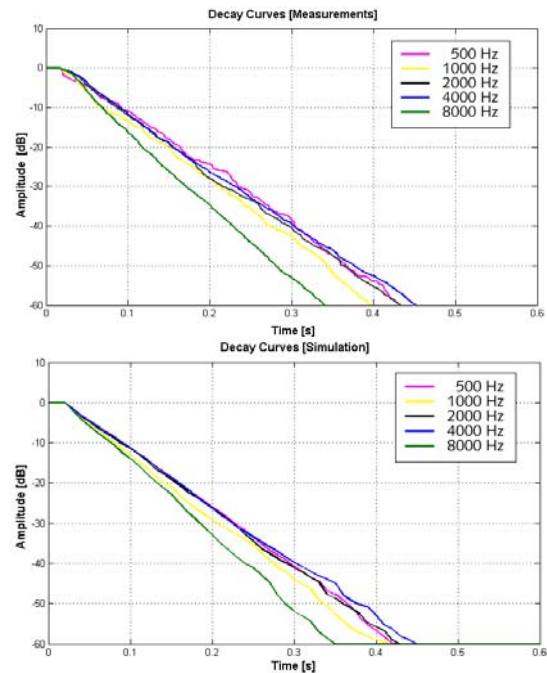 Decay Curves [Measurements]
10
0
-10
-20
-30
-40
-50
-60
Amplitude [dB]
500 Hz
1000 Hz
2000 Hz
4000 Hz
8000 Hz
0 0.1 0.2 0.3 0.4 0.5 0.6
Time [s]
Decay Curves [Simulation]
10
0
-10
-20
-30
-40
-50
-60
Amplitude [dB]
500 Hz
1000 Hz
2000 Hz
4000 Hz
8000 Hz
0 0.1 0.2 0.3 0.4 0.5 0.6
Time [s]